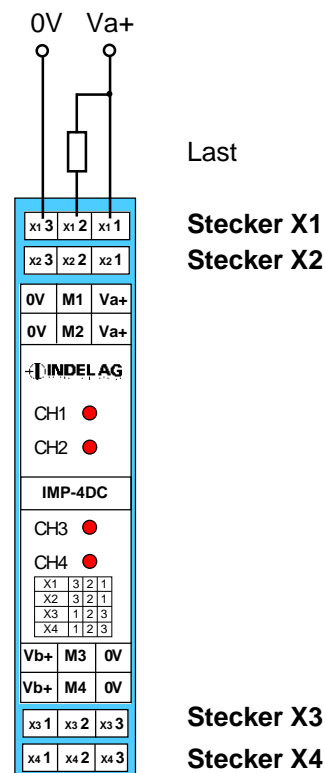 0V Va+
Last
x1 3 x1 2 x1 1 Stecker X1
x2 3 x2 2 x2 1 Stecker X2
0V M1 Va+
0V M2 Va+
INDEL AG
CH1
CH2
IMP-4DC
CH3
CH4
X1 3 2 1
X2 3 2 1
X3 1 2 3
X4 1 2 3
Vb+ M3 0V
Vb+ M4 0V
x3 1 x3 2 x3 3 Stecker X3
x4 1 x4 2 x4 3 Stecker X4